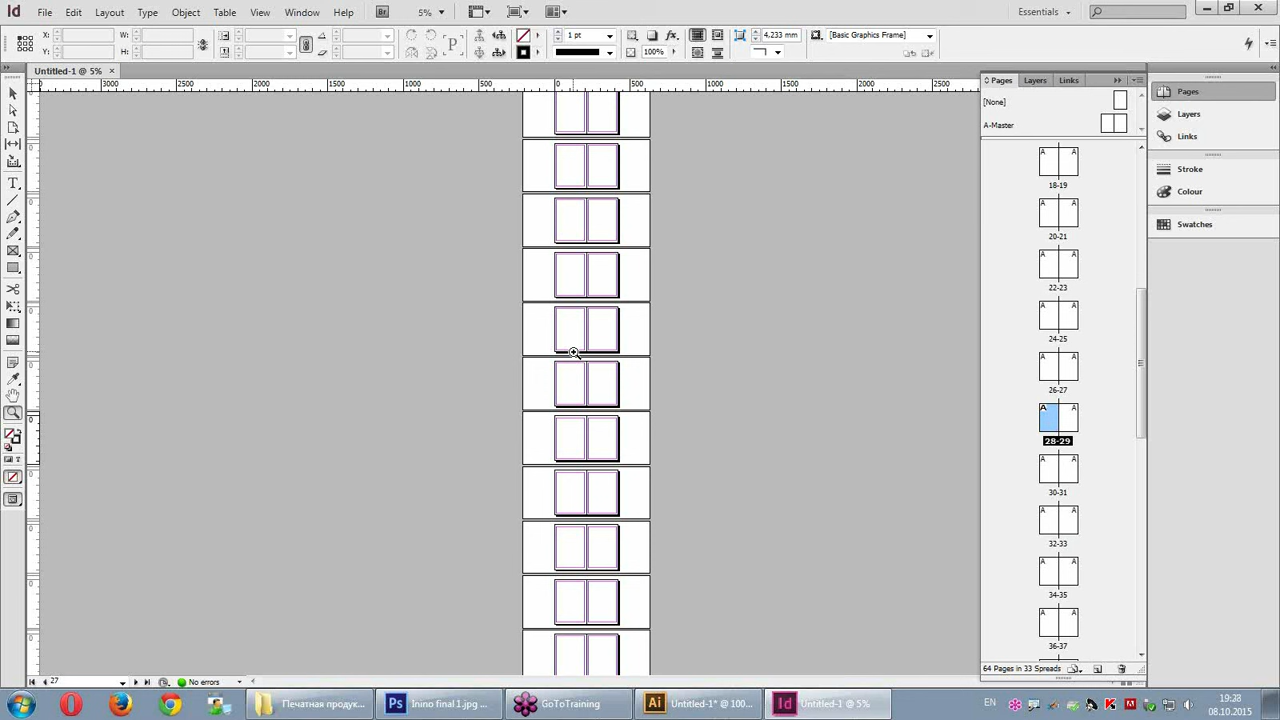 Id File Edit Layout Type Object Table View Window Help Br 5% Essentials
X: W: 1 pt 4,233 mm [Basic Graphics Frame]
Y: H: P 100%
Untitled-1 @ 5% ×
3000 2500 2000 1500 1000 500 0 500 1000 1500 2000 2500
Pages Layers Links
[None]
A-Master
A A
18-19
A A
20-21
A A
22-23
A A
24-25
A A
26-27
A A
28-29
A A
30-31
A A
32-33
A A
34-35
A A
36-37
64 Pages in 33 Spreads
Pages
Layers
Links
Stroke
Colour
Swatches
27 No errors
Печатная продук... Ps Inino final 1.jpg ... GoToTraining Ai Untitled-1* @ 100... Id Untitled-1 @ 5% EN 19:28
08.10.2015